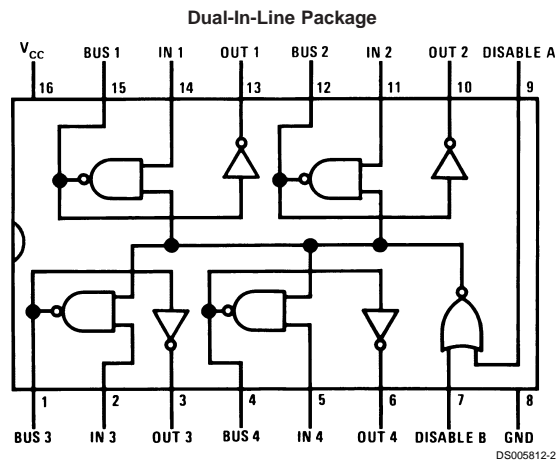 Dual-In-Line Package
VCC BUS 1 IN 1 OUT 1 BUS 2 IN 2 OUT 2 DISABLE A
16 15 14 13 12 11 10 9
1 2 3 4 5 6 7 8
BUS 3 IN 3 OUT 3 BUS 4 IN 4 OUT 4 DISABLE B GND
DS005812-2